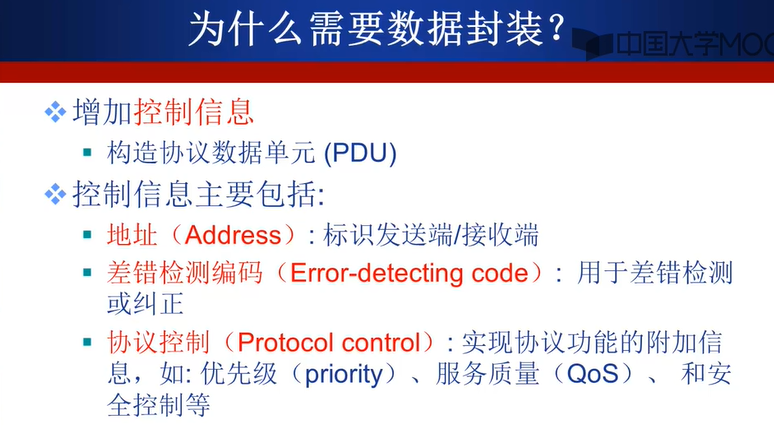 为什么需要数据封装？
中国大学MOO
增加控制信息
构造协议数据单元 (PDU)
控制信息主要包括:
地址（Address）: 标识发送端/接收端
差错检测编码（Error-detecting code）: 用于差错检测
或纠正
协议控制（Protocol control）: 实现协议功能的附加信
息，如: 优先级（priority）、服务质量（QoS）、 和安
全控制等